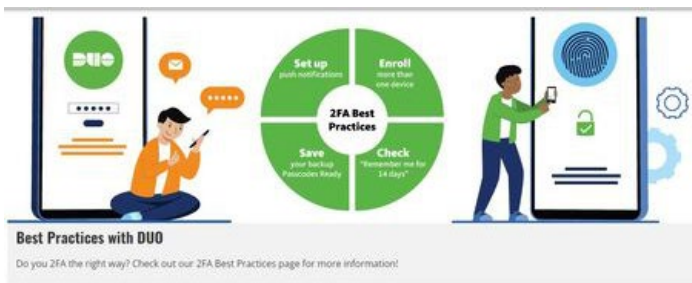 DUO
Set up
push notifications
Enroll
more than
one device
2FA Best
Practices
Save
your backup
Passcodes Ready
Check
"Remember me for
14 days"
Best Practices with DUO
Do you 2FA the right way? Check out our 2FA Best Practices page for more information!